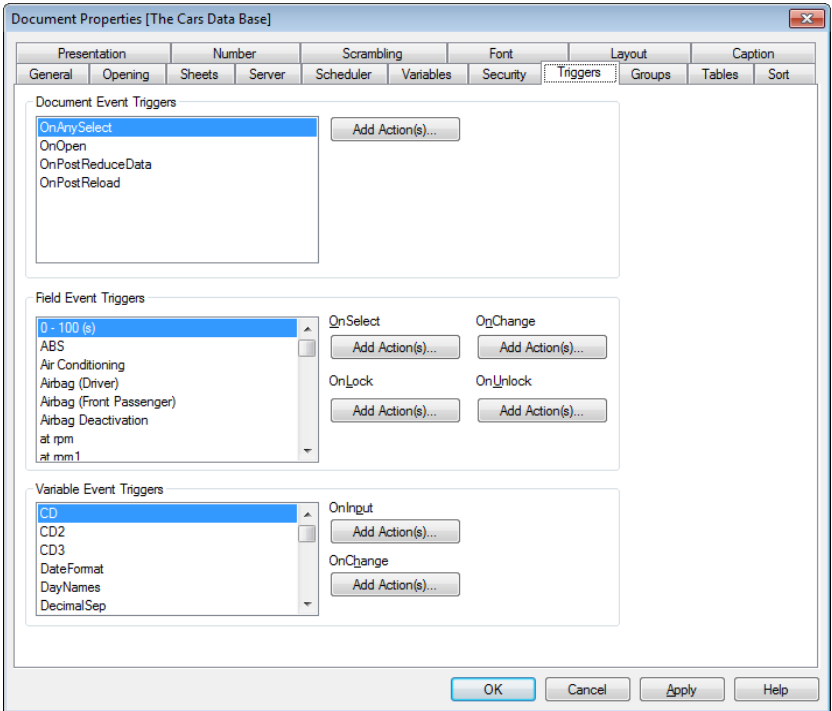 Document Properties [The Cars Data Base]
Presentation Number Scrambling Font Layout Caption
General Opening Sheets Server Scheduler Variables Security Triggers Groups Tables Sort
Document Event Triggers
OnAnySelect
Add Action(s)...
OnOpen
OnPostReduceData
OnPostReload
Field Event Triggers
0 - 100 (s)
ABS
Air Conditioning
Airbag (Driver)
Airbag (Front Passenger)
Airbag Deactivation
at rpm
at rpm1
OnSelect OnChange
Add Action(s)... Add Action(s)...
OnLock OnUnlock
Add Action(s)... Add Action(s)...
Variable Event Triggers
CD
CD2
CD3
DateFormat
DayNames
DecimalSep
OnInput
Add Action(s)...
OnChange
Add Action(s)...
OK Cancel Apply Help